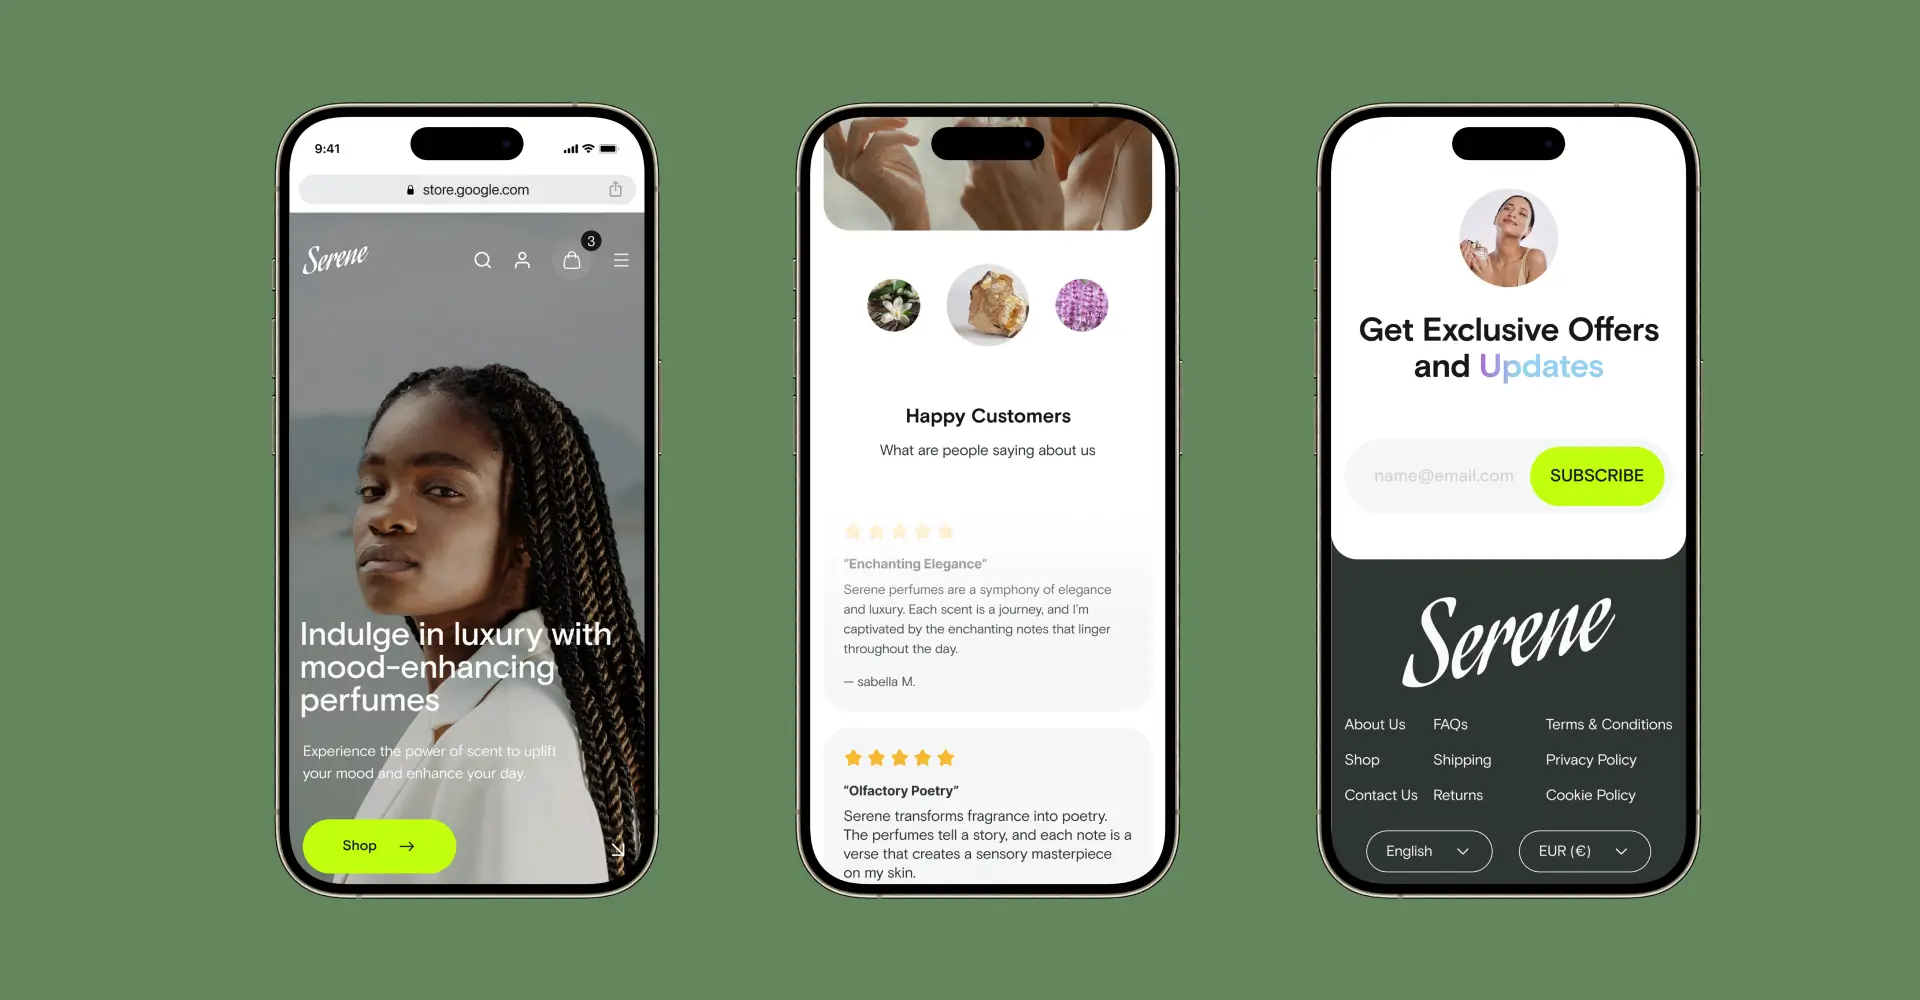 9:41
store.google.com
Serene
3
Indulge in luxury with
mood-enhancing
perfumes
Experience the power of scent to uplift
your mood and enhance your day.
Shop
Happy Customers
What are people saying about us
“Enchanting Elegance”
Serene perfumes are a symphony of elegance
and luxury. Each scent is a journey, and I'm
captivated by the enchanting notes that linger
throughout the day.
— sabella M.
“Olfactory Poetry”
Serene transforms fragrance into poetry.
The perfumes tell a story, and each note is a
verse that creates a sensory masterpiece
on my skin.
Get Exclusive Offers
and Updates
name@email.com
SUBSCRIBE
Serene
About Us FAQs Terms & Conditions
Shop Shipping Privacy Policy
Contact Us Returns Cookie Policy
English EUR (€)